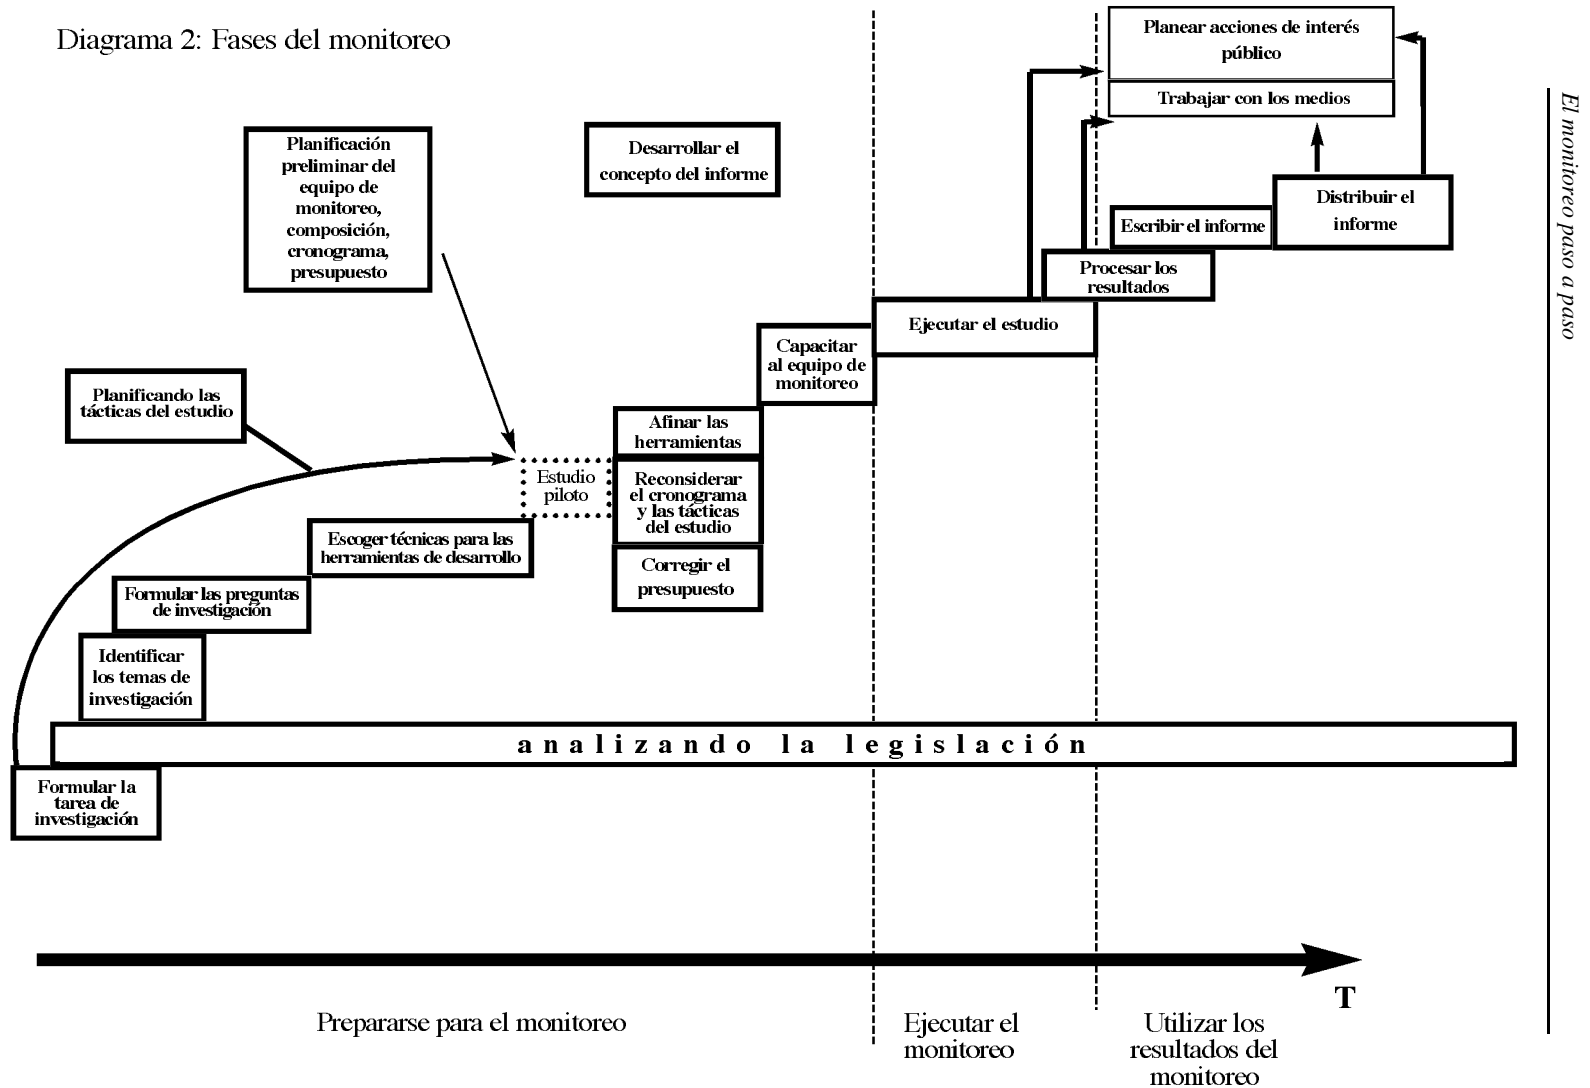 Diagrama 2: Fases del monitoreo
Planear acciones de interés
público
Trabajar con los medios
Planificación
preliminar del
equipo de
monitoreo,
composición,
cronograma,
presupuesto
Desarrollar el
concepto del informe
Distribuir el
informe
Escribir el informe
Procesar los
resultados
Ejecutar el estudio
Capacitar
al equipo de
monitoreo
Planificando las
tácticas del estudio
Afinar las
herramientas
Estudio
piloto
Reconsiderar
el cronograma
y las tácticas
del estudio
Escoger técnicas para las
herramientas de desarrollo
Corregir el
presupuesto
Formular las preguntas
de investigación
Identificar
los temas de
investigación
analizando la legislación
Formular la
tarea de
investigación
T
Prepararse para el monitoreo
Ejecutar el
monitoreo
Utilizar los
resultados del
monitoreo
El monitoreo paso a paso